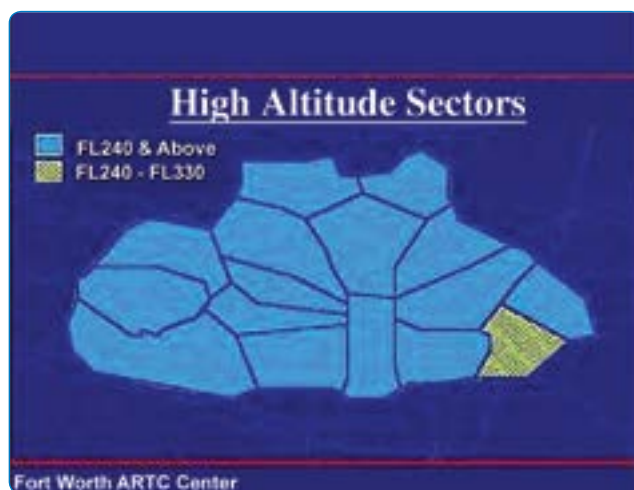 High Altitude Sectors
FL240 & Above
FL240 - FL330
Fort Worth ARTC Center